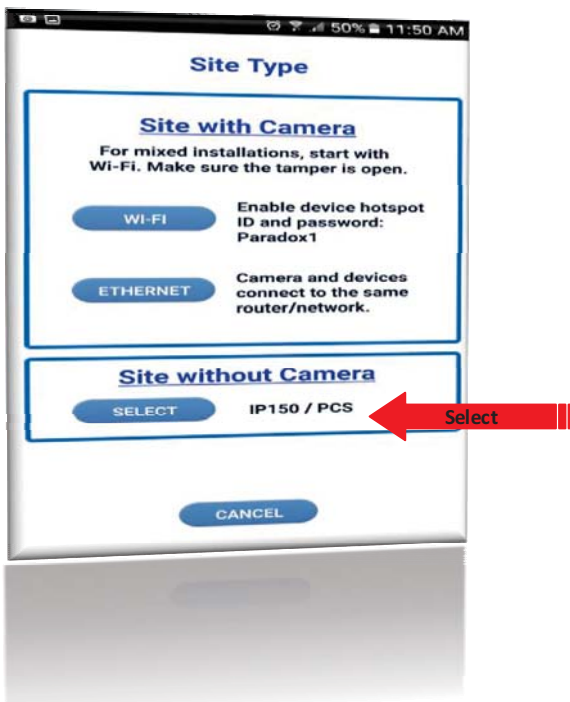 50% 11:50 AM
Site Type
Site with Camera
For mixed installations, start with
Wi-Fi. Make sure the tamper is open.
WI-FI
Enable device hotspot
ID and password:
Paradox1
ETHERNET
Camera and devices
connect to the same
router/network.
Site without Camera
SELECT
IP150 / PCS
Select
CANCEL